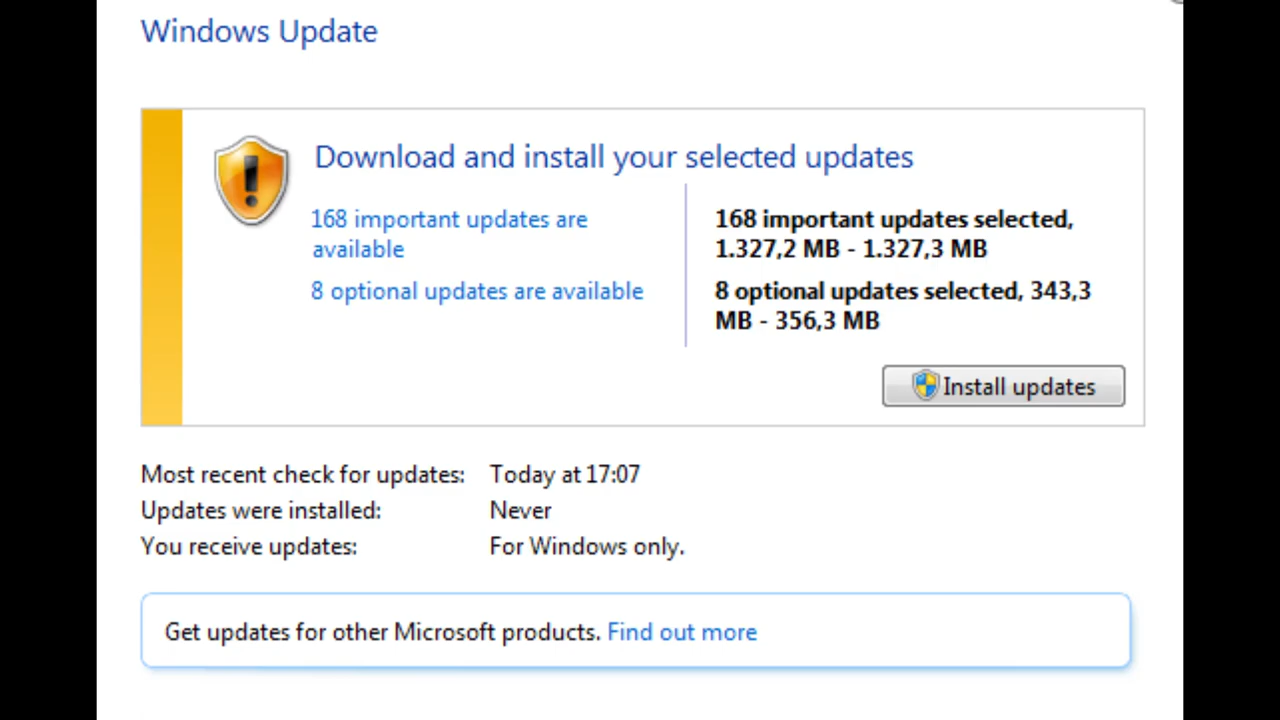 Windows Update
Download and install your selected updates
168 important updates are
available
8 optional updates are available
168 important updates selected,
1.327,2 MB - 1.327,3 MB
8 optional updates selected, 343,3
MB - 356,3 MB
Install updates
Most recent check for updates: Today at 17:07
Updates were installed: Never
You receive updates: For Windows only.
Get updates for other Microsoft products. Find out more